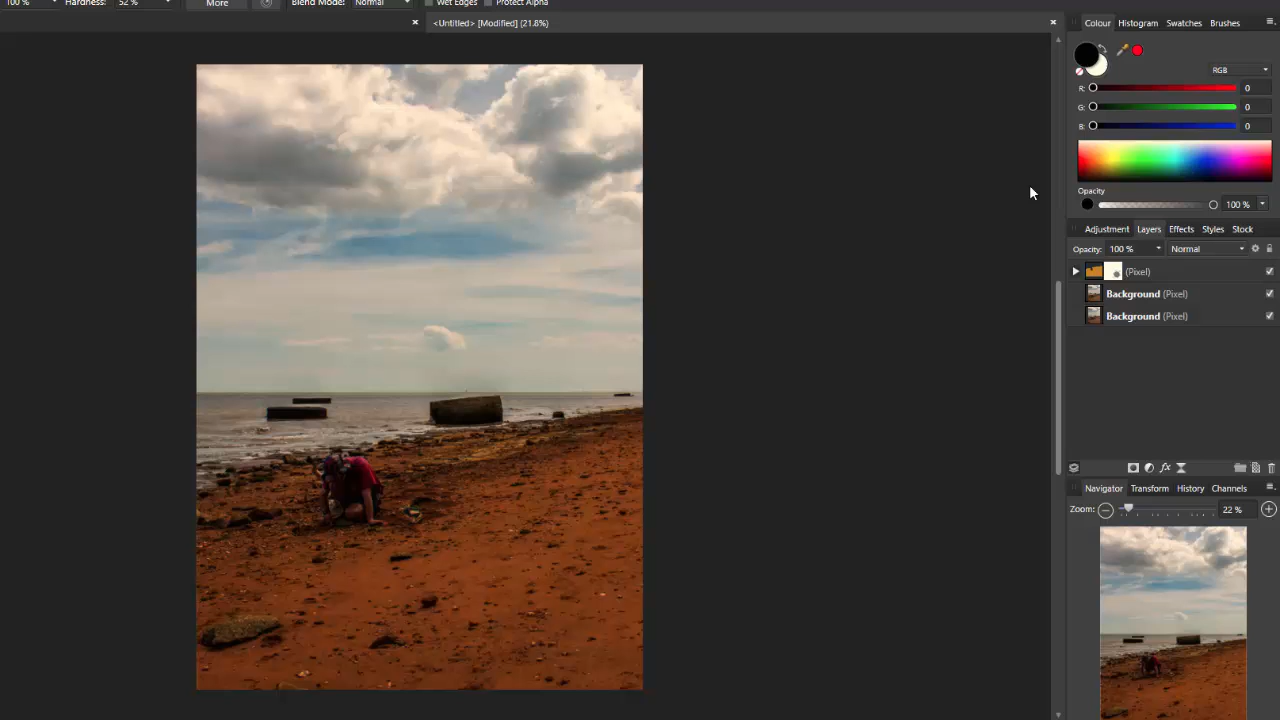 100 % Hardness: 52 % More Blend Mode: Normal Wet Edges Protect Alpha
<Untitled> [Modified] (21.8%)
Colour Histogram Swatches Brushes
RGB
R: 0
G: 0
B: 0
Opacity
100 %
Adjustment Layers Effects Styles Stock
Opacity: 100 % Normal
(Pixel)
Background (Pixel)
Background (Pixel)
fx
Navigator Transform History Channels
Zoom: 22 %